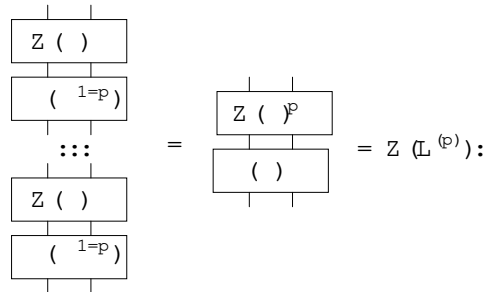 Z ( )
( 1=p)
:::
Z ( )
( 1=p)
=
Z ( )p
( )
= Z (L(p)):